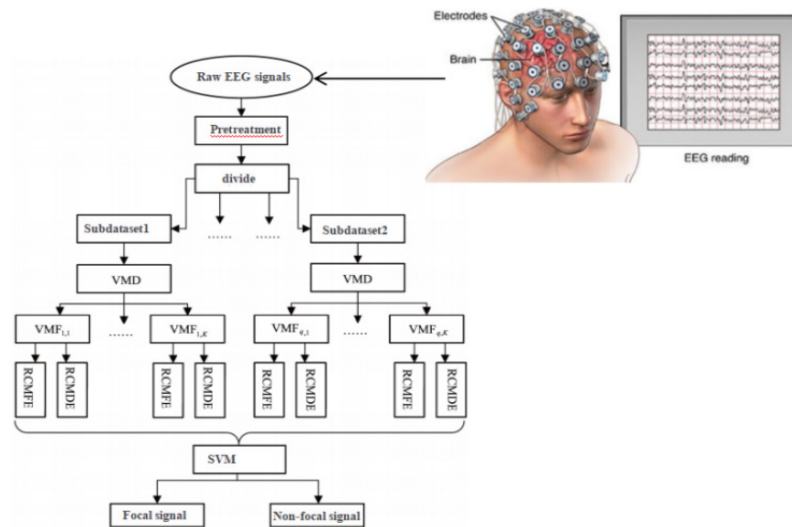 Electrodes
Brain
EEG reading
Raw EEG signals
Pretreatment
divide
Subdataset1
......
......
Subdataset2
VMD
VMD
VMF1,1
......
VMF1,K
VMFq,1
......
VMFq,K
RCMFE
RCMDE
RCMFE
RCMDE
RCMFE
RCMDE
RCMFE
RCMDE
SVM
Focal signal
Non-focal signal